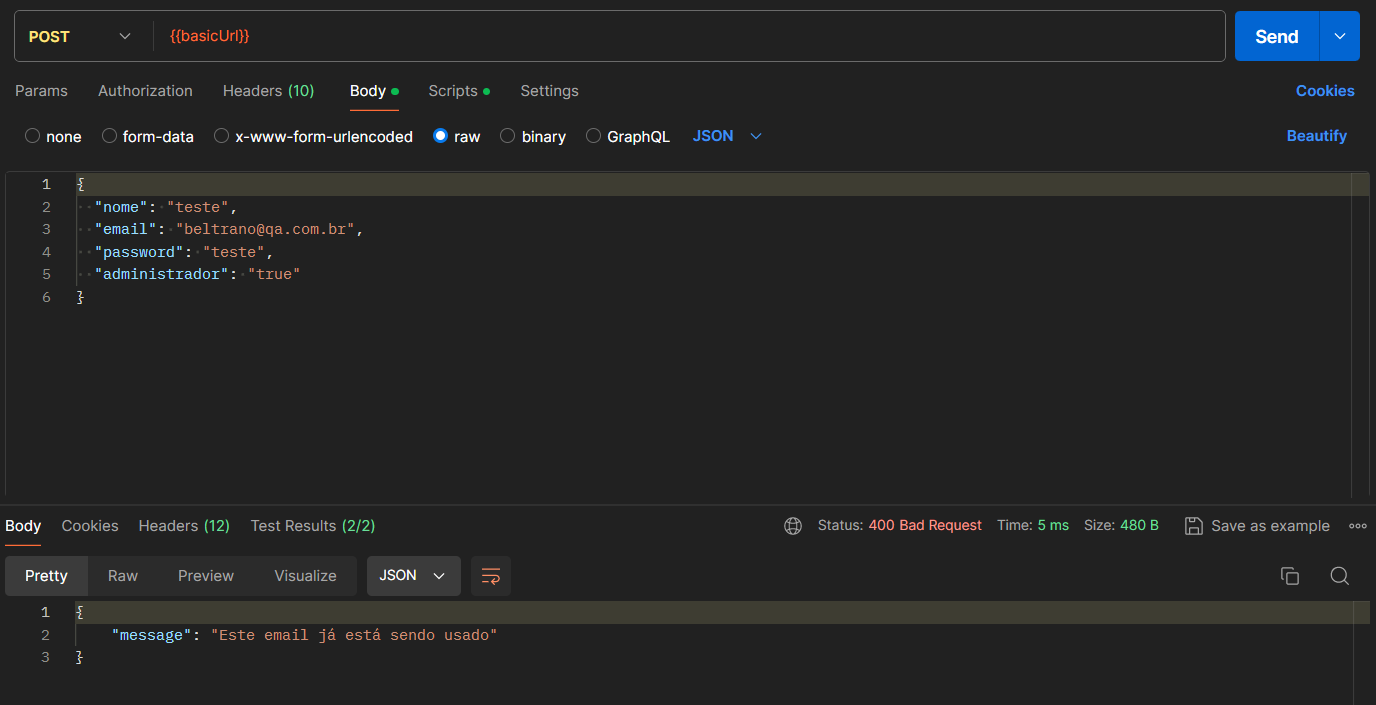 POST {{basicUrl}} Send
Params Authorization Headers (10) Body Scripts Settings Cookies
none form-data x-www-form-urlencoded raw binary GraphQL JSON Beautify
1 {
2 "nome": "teste",
3 "email": "beltrano@qa.com.br",
4 "password": "teste",
5 "administrador": "true"
6 }
Body Cookies Headers (12) Test Results (2/2) Status: 400 Bad Request Time: 5 ms Size: 480 B Save as example
Pretty Raw Preview Visualize JSON
1 {
2 "message": "Este email já está sendo usado"
3 }